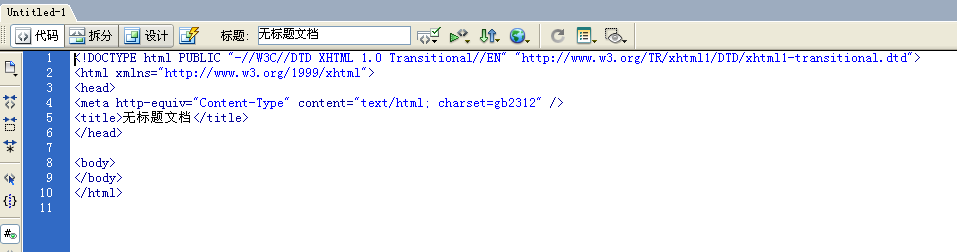 Untitled-1
代码 拆分 设计 标题: 无标题文档
1 <!DOCTYPE html PUBLIC "-//W3C//DTD XHTML 1.0 Transitional//EN" "http://www.w3.org/TR/xhtml1/DTD/xhtml1-transitional.dtd">
2 <html xmlns="http://www.w3.org/1999/xhtml">
3 <head>
4 <meta http-equiv="Content-Type" content="text/html; charset=gb2312" />
5 <title>无标题文档</title>
6 </head>
7
8 <body>
9 </body>
10 </html>
11